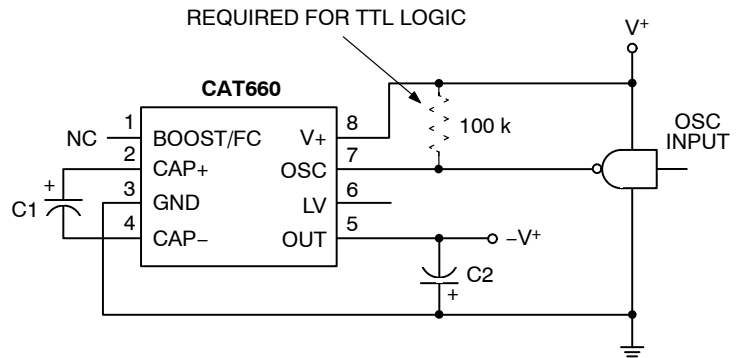 REQUIRED FOR TTL LOGIC
V+
CAT660
1
NC
BOOST/FC
V+
8
100 k
OSC
INPUT
2
CAP+
OSC
7
+
C1
3
GND
LV
6
4
CAP–
OUT
5
–V+
C2
+